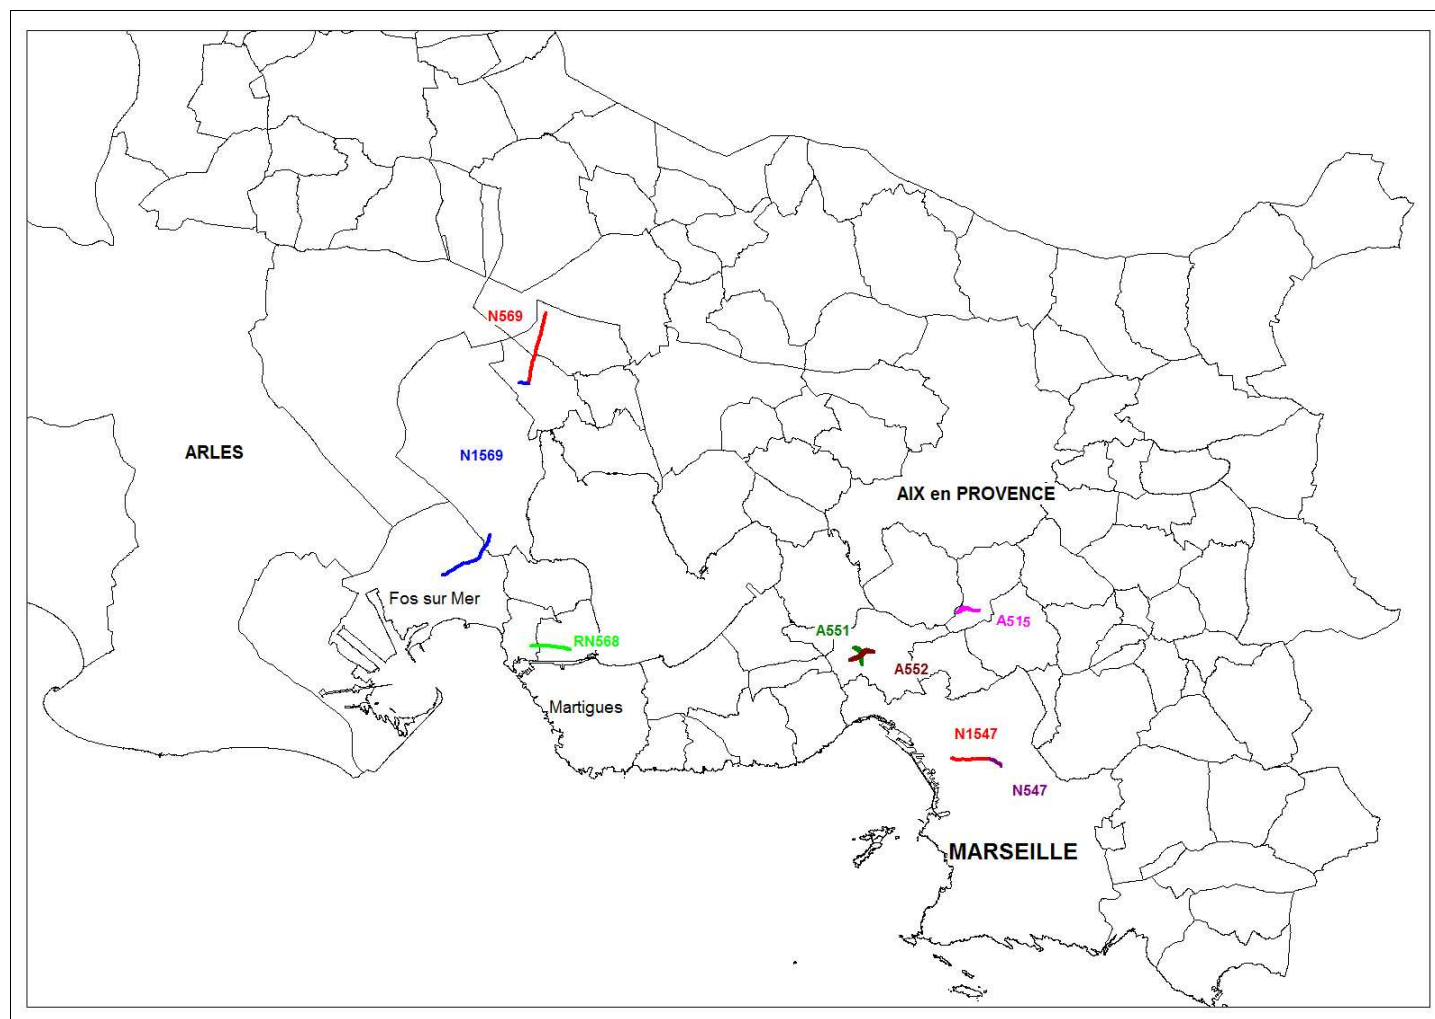 N569
ARLES
N1569
AIX en PROVENCE
Fos sur Mer
A515
A551
RN568
A552
Martigues
N1547
N547
MARSEILLE